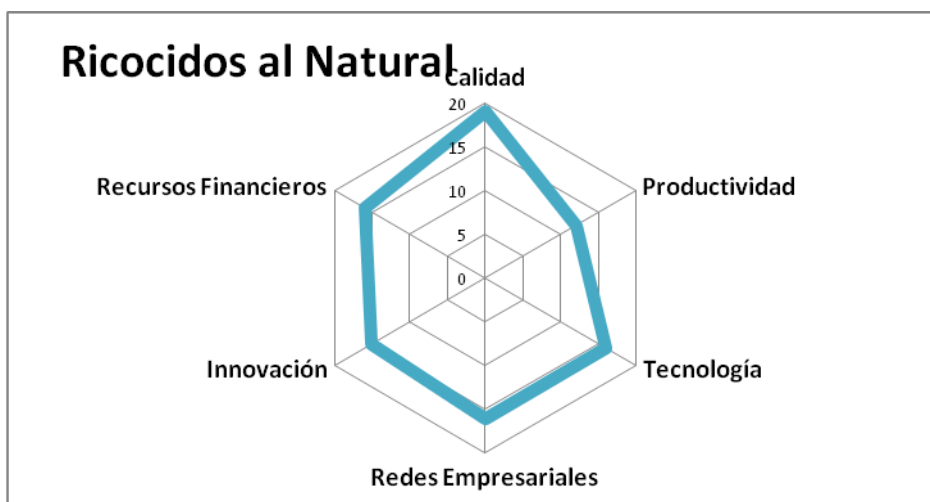 Ricocidos al Natural
Calidad
20
15
10
5
0
Productividad
Tecnología
Redes Empresariales
Innovación
Recursos Financieros